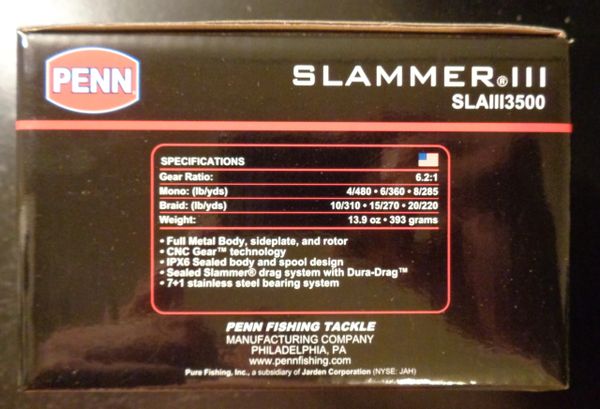 PENN
SLAMMER®III
SLAIII3500
SPECIFICATIONS
Gear Ratio: 6.2:1
Mono: (lb/yds) 4/480 • 6/360 • 8/285
Braid: (lb/yds) 10/310 • 15/270 • 20/220
Weight: 13.9 oz • 393 grams
• Full Metal Body, sideplate, and rotor
• CNC Gear™ technology
• IPX6 Sealed body and spool design
• Sealed Slammer® drag system with Dura-Drag™
• 7+1 stainless steel bearing system
PENN FISHING TACKLE
MANUFACTURING COMPANY
PHILADELPHIA, PA
www.pennfishing.com
Pure Fishing, Inc., a subsidiary of Jarden Corporation (NYSE: JAH)